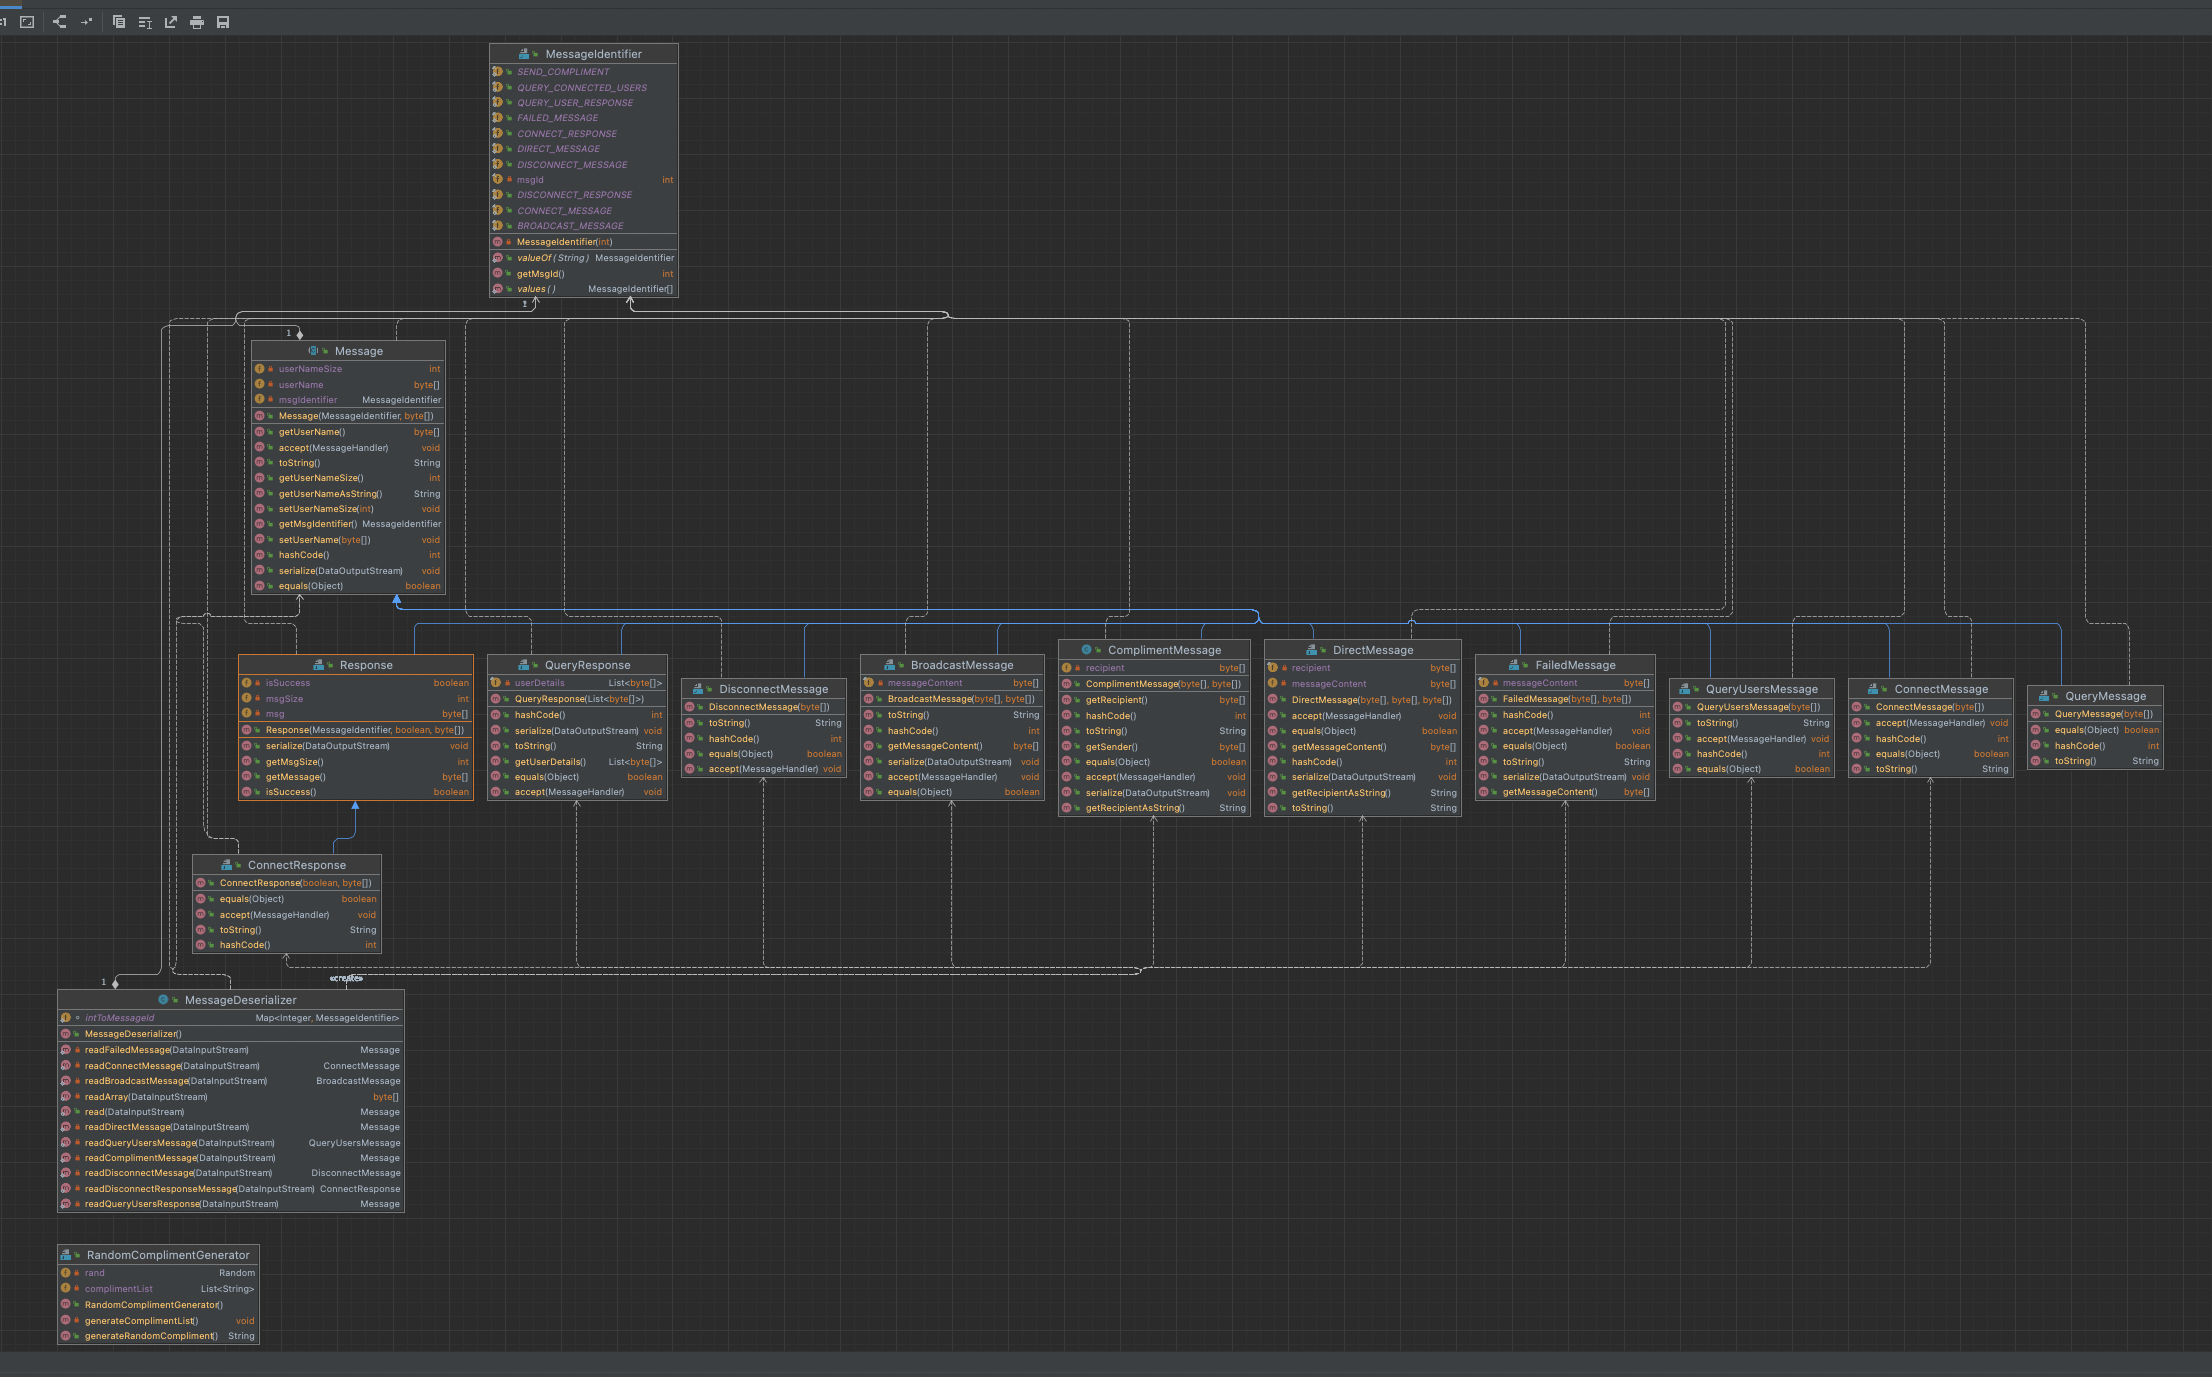 MessageIdentifier
SEND_COMPLIMENT
QUERY_CONNECTED_USERS
QUERY_USER_RESPONSE
FAILED_MESSAGE
CONNECT_RESPONSE
DIRECT_MESSAGE
DISCONNECT_MESSAGE
msgId int
DISCONNECT_RESPONSE
CONNECT_MESSAGE
BROADCAST_MESSAGE
MessageIdentifier(int)
valueOf(String) MessageIdentifier
getMsgId() int
values() MessageIdentifier[]
1
1
Message
userNameSize int
userName byte[]
msgIdentifier MessageIdentifier
Message(MessageIdentifier, byte[])
getUserName() byte[]
accept(MessageHandler) void
toString() String
getUserNameSize() int
getUserNameAsString() String
setUserNameSize(int) void
getMsgIdentifier() MessageIdentifier
setUserName(byte[]) void
hashCode() int
serialize(DataOutputStream) void
equals(Object) boolean
Response
isSuccess boolean
msgSize int
msg byte[]
Response(MessageIdentifier, boolean, byte[])
serialize(DataOutputStream) void
getMsgSize() int
getMessage() byte[]
isSuccess() boolean
QueryResponse
userDetails List<byte[]>
QueryResponse(List<byte[]>)
hashCode() int
serialize(DataOutputStream) void
toString() String
getUserDetails() List<byte[]>
equals(Object) boolean
accept(MessageHandler) void
DisconnectMessage
DisconnectMessage(byte[])
toString() String
hashCode() int
equals(Object) boolean
accept(MessageHandler) void
BroadcastMessage
messageContent byte[]
BroadcastMessage(byte[], byte[])
toString() String
hashCode() int
getMessageContent() byte[]
serialize(DataOutputStream) void
accept(MessageHandler) void
equals(Object) boolean
ComplimentMessage
recipient byte[]
ComplimentMessage(byte[], byte[])
getRecipient() byte[]
hashCode() int
toString() String
getSender() byte[]
equals(Object) boolean
accept(MessageHandler) void
serialize(DataOutputStream) void
getRecipientAsString() String
DirectMessage
recipient byte[]
messageContent byte[]
DirectMessage(byte[], byte[], byte[])
accept(MessageHandler) void
equals(Object) boolean
getMessageContent() byte[]
hashCode() int
serialize(DataOutputStream) void
getRecipientAsString() String
toString() String
FailedMessage
messageContent byte[]
FailedMessage(byte[], byte[])
hashCode() int
accept(MessageHandler) void
equals(Object) boolean
toString() String
serialize(DataOutputStream) void
getMessageContent() byte[]
QueryUsersMessage
QueryUsersMessage(byte[])
toString() String
accept(MessageHandler) void
hashCode() int
equals(Object) boolean
ConnectMessage
ConnectMessage(byte[])
accept(MessageHandler) void
hashCode() int
equals(Object) boolean
toString() String
QueryMessage
QueryMessage(byte[])
equals(Object) boolean
hashCode() int
toString() String
ConnectResponse
ConnectResponse(boolean, byte[])
equals(Object) boolean
accept(MessageHandler) void
toString() String
hashCode() int
«create»
1
MessageDeserializer
intToMessageId Map<Integer, MessageIdentifier>
MessageDeserializer()
readFailedMessage(DataInputStream) Message
readConnectMessage(DataInputStream) ConnectMessage
readBroadcastMessage(DataInputStream) BroadcastMessage
readArray(DataInputStream) byte[]
read(DataInputStream) Message
readDirectMessage(DataInputStream) Message
readQueryUsersMessage(DataInputStream) QueryUsersMessage
readComplimentMessage(DataInputStream) Message
readDisconnectMessage(DataInputStream) DisconnectMessage
readDisconnectResponseMessage(DataInputStream) ConnectResponse
readQueryUsersResponse(DataInputStream) Message
RandomComplimentGenerator
rand Random
complimentList List<String>
RandomComplimentGenerator()
generateComplimentList() void
generateRandomCompliment() String